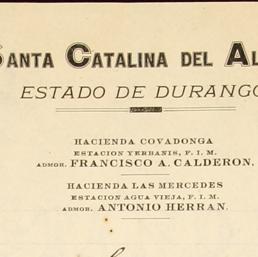 SANTA CATALINA DEL AL
ESTADO DE DURANGO
HACIENDA COVADONGA
ESTACION YERBANIS, F. I. M.
ADMOR. FRANCISCO A. CALDERON.
HACIENDA LAS MERCEDES
ESTACION AGUA VIEJA, F. I. M.
ADMOR. ANTONIO HERRAN.